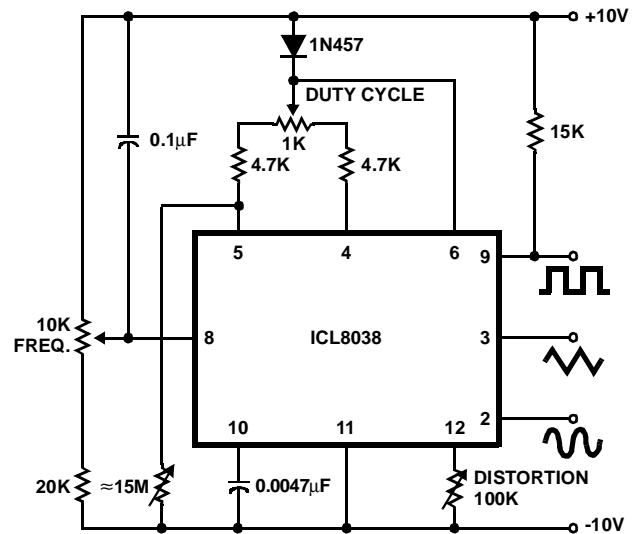 +10V
1N457
DUTY CYCLE
0.1μF
1K
15K
4.7K
4.7K
5
4
6
9
10K
FREQ.
8
ICL8038
3
10
11
12
2
20K
≈15M
0.0047μF
DISTORTION
100K
-10V